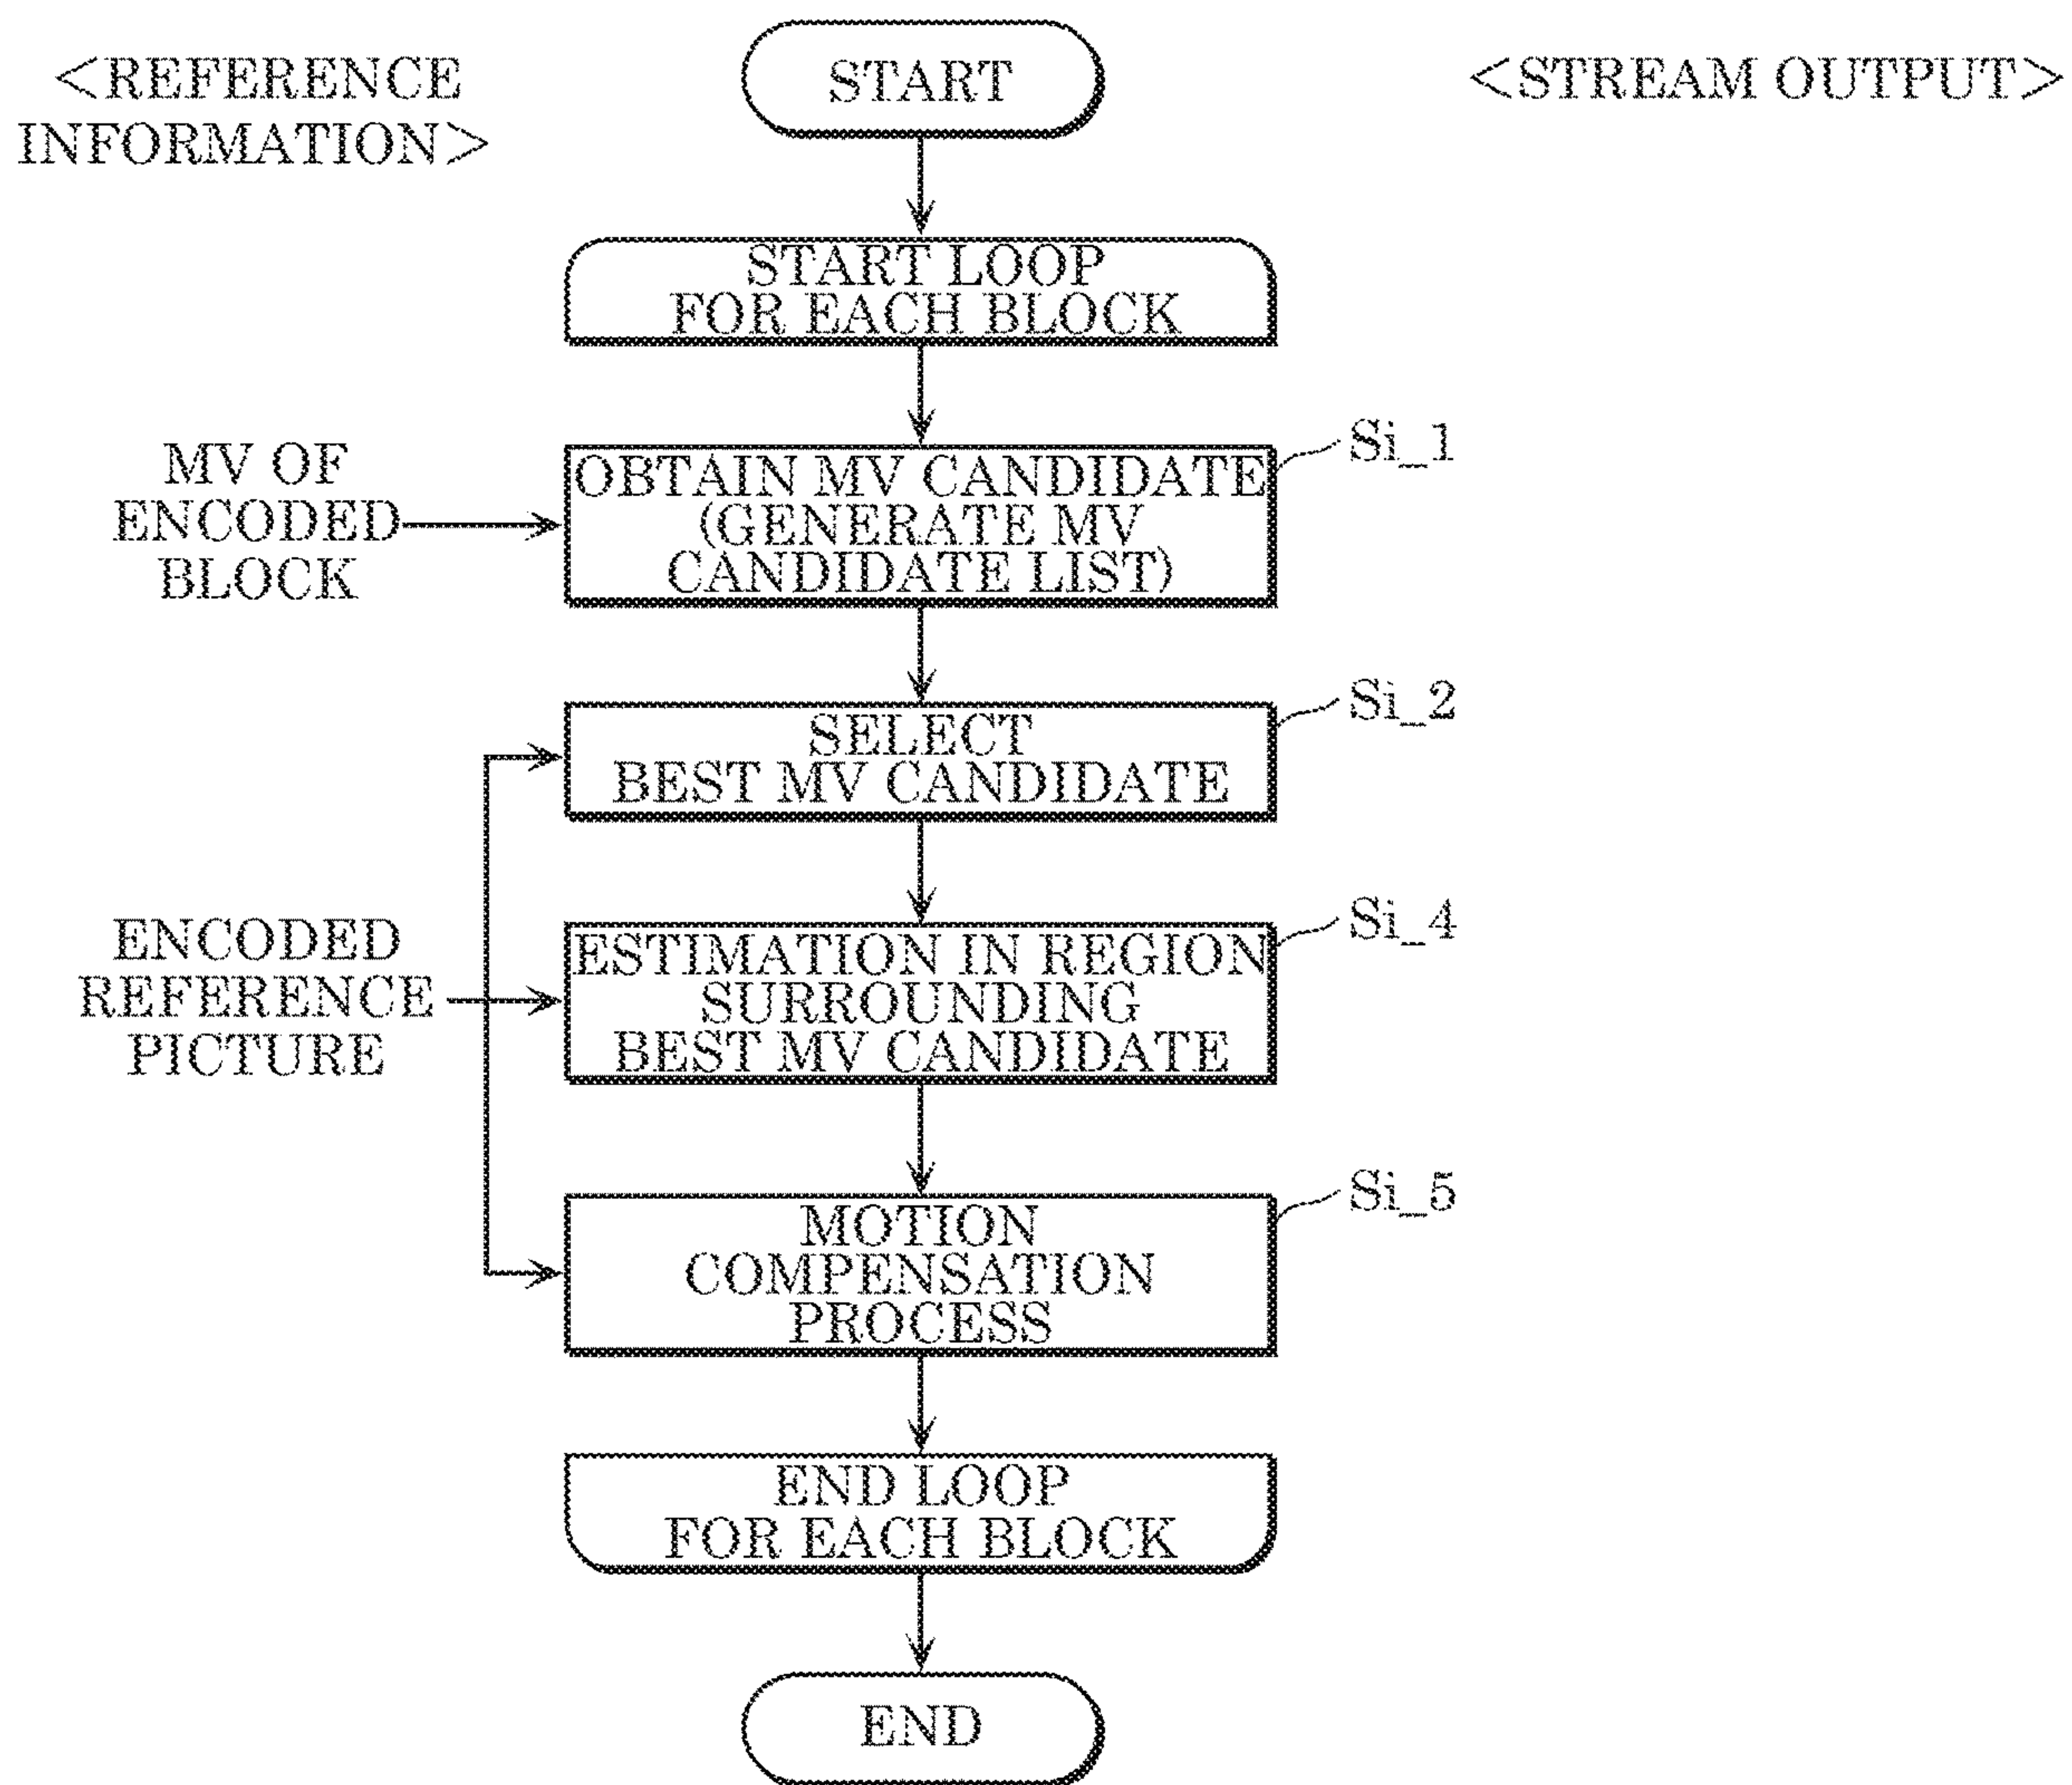 <REFERENCE
INFORMATION>
START
<STREAM OUTPUT>
START LOOP
FOR EACH BLOCK
MV OF
ENCODED
BLOCK
OBTAIN MV CANDIDATE
(GENERATE MV
CANDIDATE LIST)
Si_1
SELECT
BEST MV CANDIDATE
Si_2
ENCODED
REFERENCE
PICTURE
ESTIMATION IN REGION
SURROUNDING
BEST MV CANDIDATE
Si_4
MOTION
COMPENSATION
PROCESS
Si_5
END LOOP
FOR EACH BLOCK
END